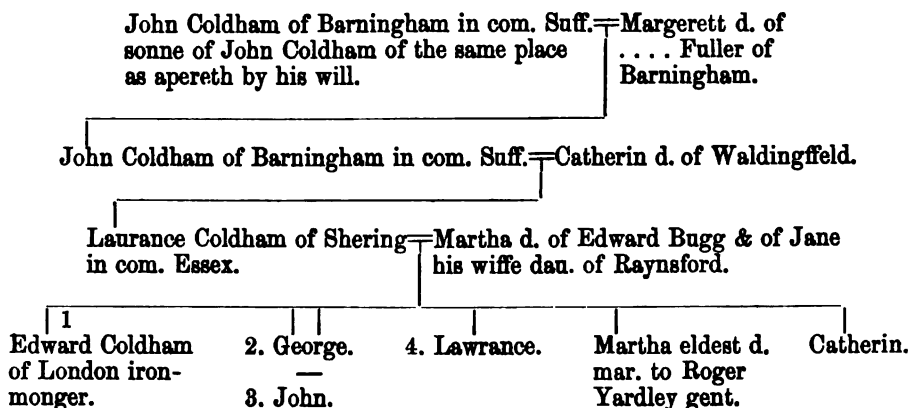 John Coldham of Barningham in com. Suff.=Margerett d. of
sonne of John Coldham of the same place .... Fuller of
as apereth by his will. Barningham.
John Coldham of Barningham in com. Suff.=Catherin d. of Waldingffeld.
Laurance Coldham of Shering=Martha d. of Edward Bugg & of Jane
in com. Essex. his wiffe dau. of Raynsford.
1
Edward Coldham 2. George. 4. Lawrance. Martha eldest d. Catherin.
of London iron- — mar. to Roger
monger. 3. John. Yardley gent.